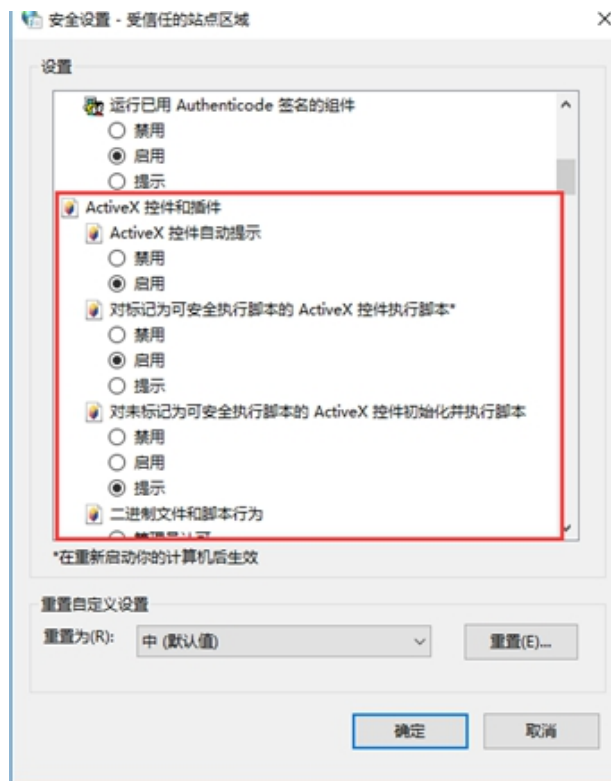 安全设置 - 受信任的站点区域
设置
运行已用 Authenticode 签名的组件
禁用
启用
提示
ActiveX 控件和插件
ActiveX 控件自动提示
禁用
启用
对标记为可安全执行脚本的 ActiveX 控件执行脚本*
禁用
启用
提示
对未标记为可安全执行脚本的 ActiveX 控件初始化并执行脚本
禁用
启用
提示
二进制文件和脚本行为
管理员认可
*在重新启动你的计算机后生效
重置自定义设置
重置为(R): 中 (默认值) 重置(E)...
确定 取消